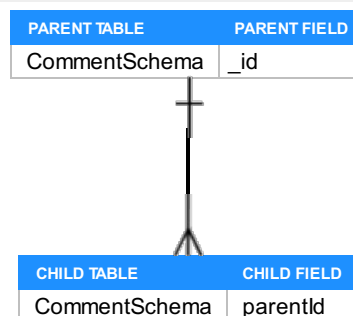 PARENT TABLE PARENT FIELD
CommentSchema _id
CHILD TABLE CHILD FIELD
CommentSchema parentId